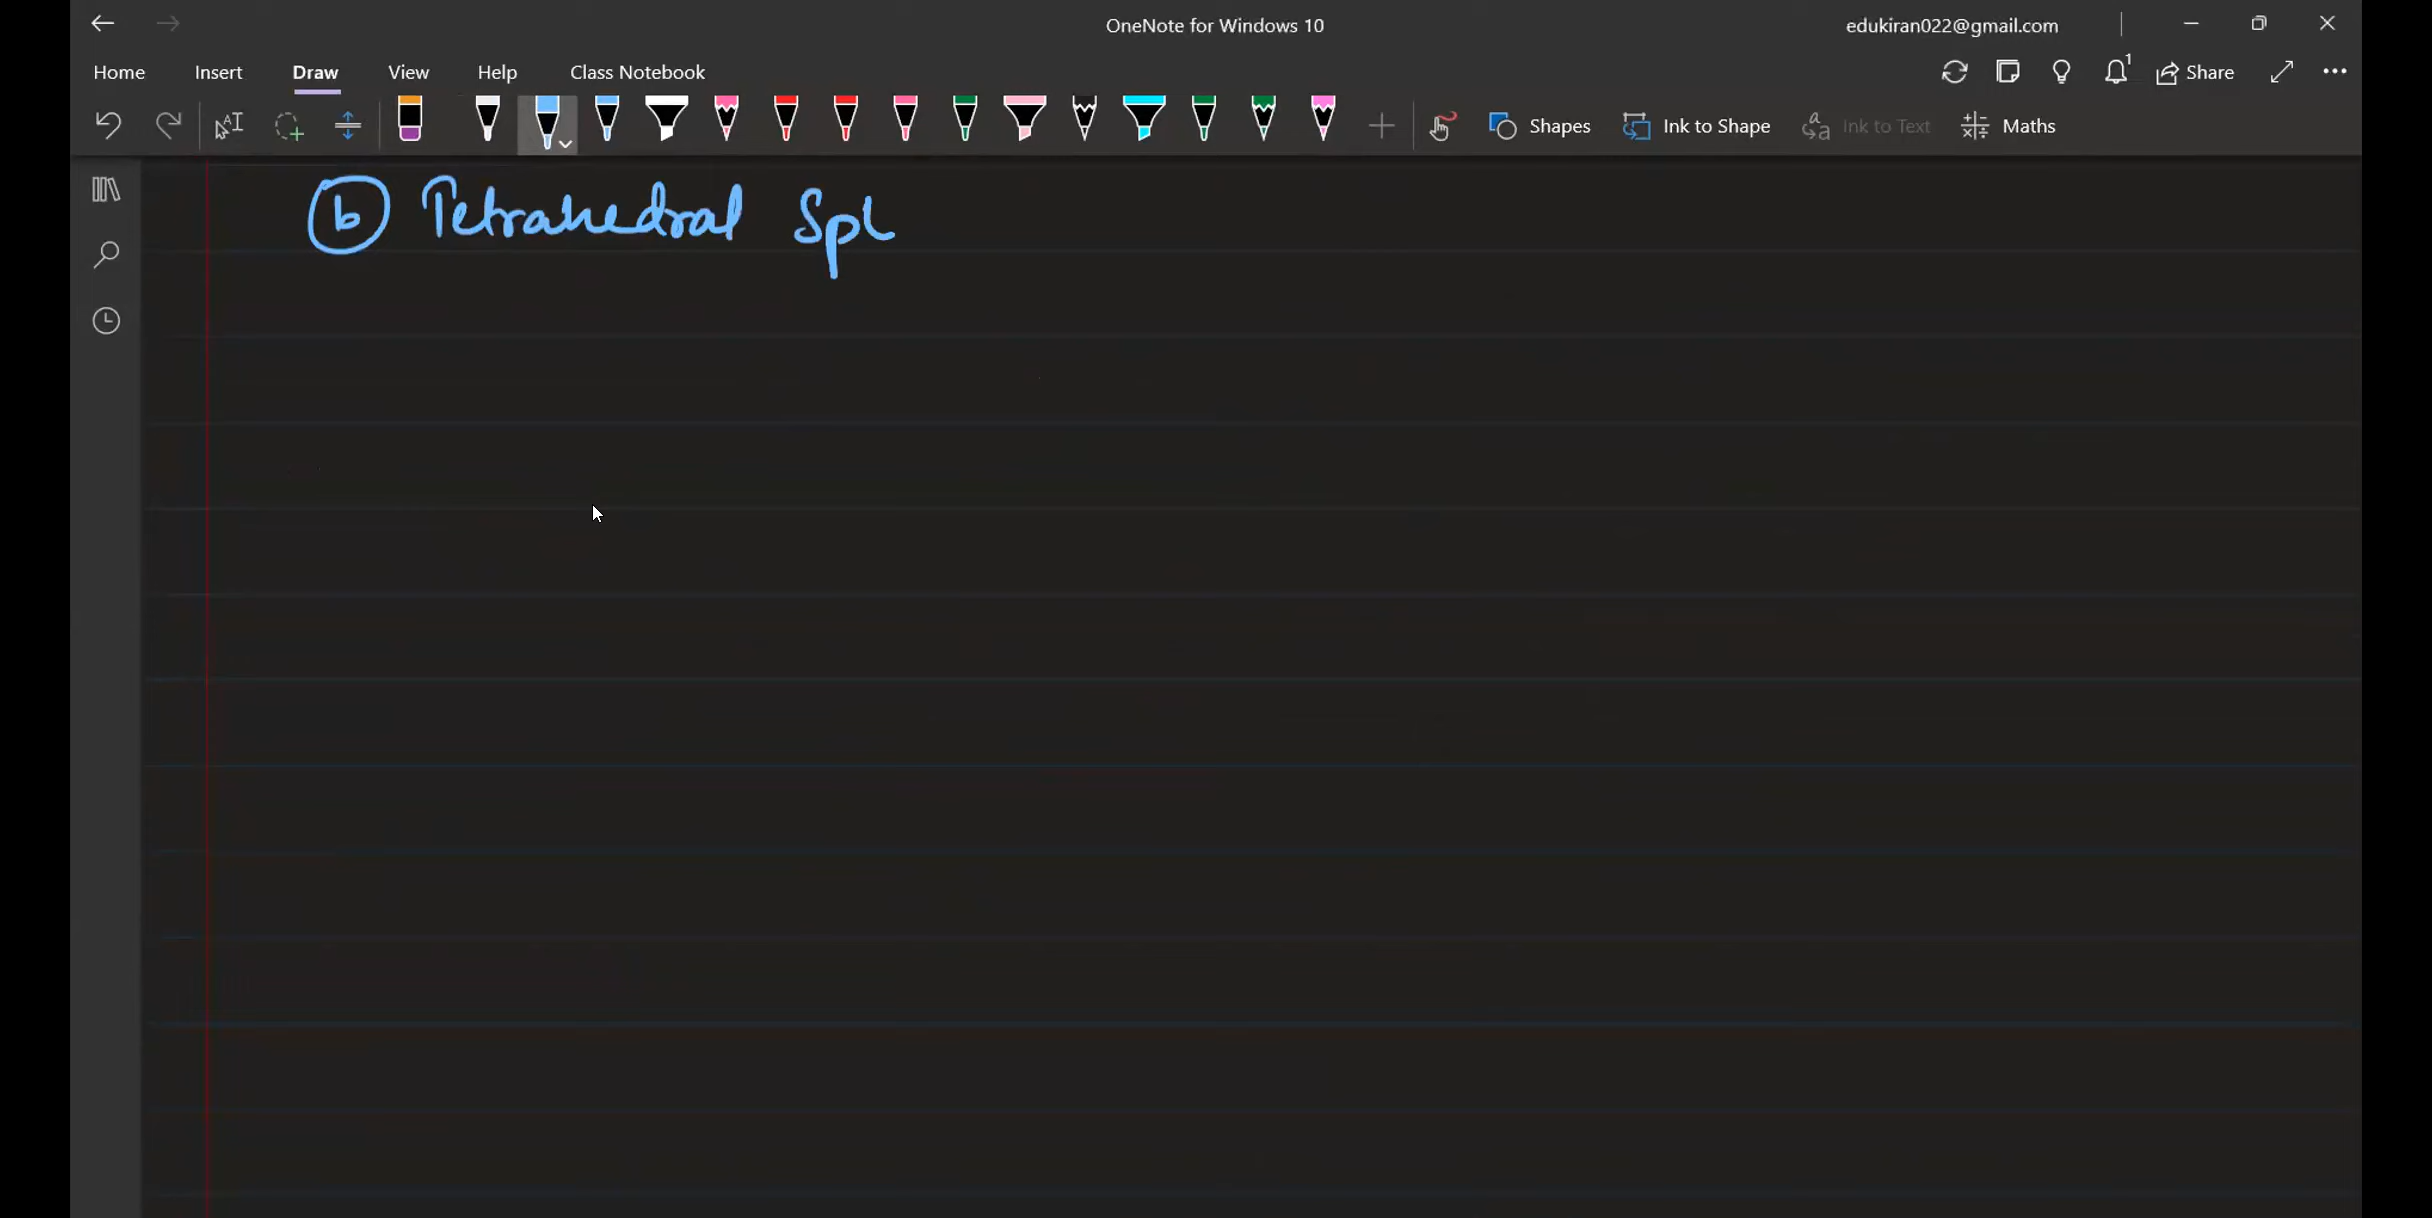 OneNote for Windows 10
edukiran022@gmail.com
Home Insert Draw View Help Class Notebook
1
Share
Shapes
Ink to Shape
Ink to Text
Maths
b Tetrahedral Spl